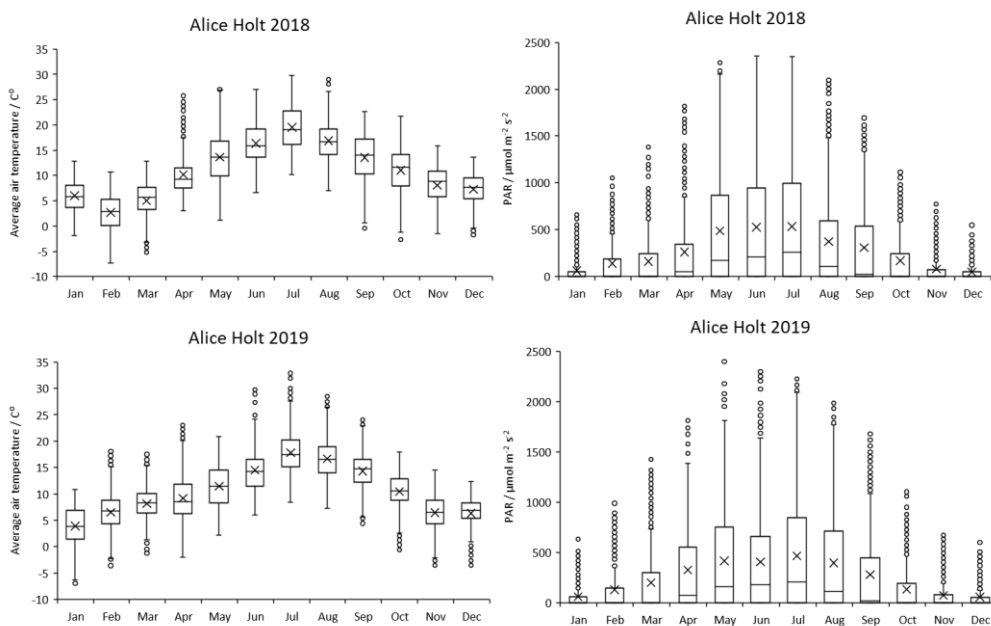 Alice Holt 2018
Average air temperature / C°
35
30
25
20
15
10
5
0
-5
-10
Jan Feb Mar Apr May Jun Jul Aug Sep Oct Nov Dec
Alice Holt 2018
PAR / μmol m⁻² s⁻²
2500
2000
1500
1000
500
0
Jan Feb Mar Apr May Jun Jul Aug Sep Oct Nov Dec
Alice Holt 2019
Average air temperature / C°
35
30
25
20
15
10
5
0
-5
-10
Jan Feb Mar Apr May Jun Jul Aug Sep Oct Nov Dec
Alice Holt 2019
PAR / μmol m⁻² s⁻²
2500
2000
1500
1000
500
0
Jan Feb Mar Apr May Jun Jul Aug Sep Oct Nov Dec